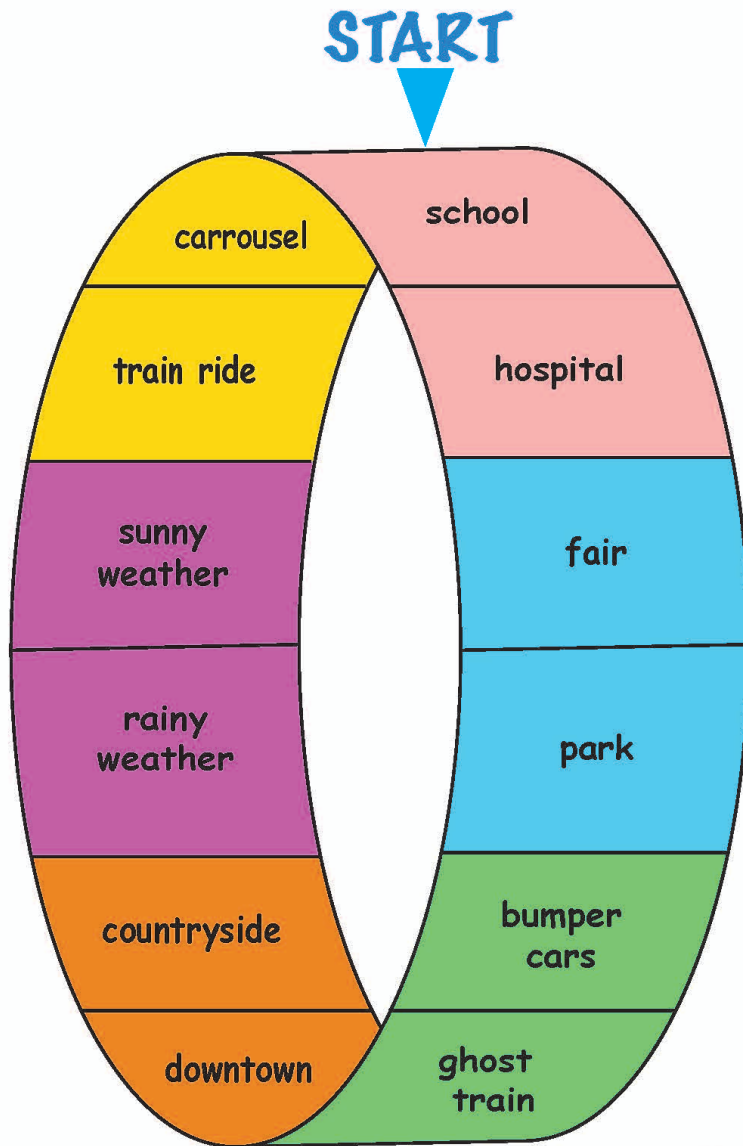 START
school
hospital
fair
park
bumper
cars
ghost
train
downtown
countryside
rainy
weather
sunny
weather
train ride
carrousel